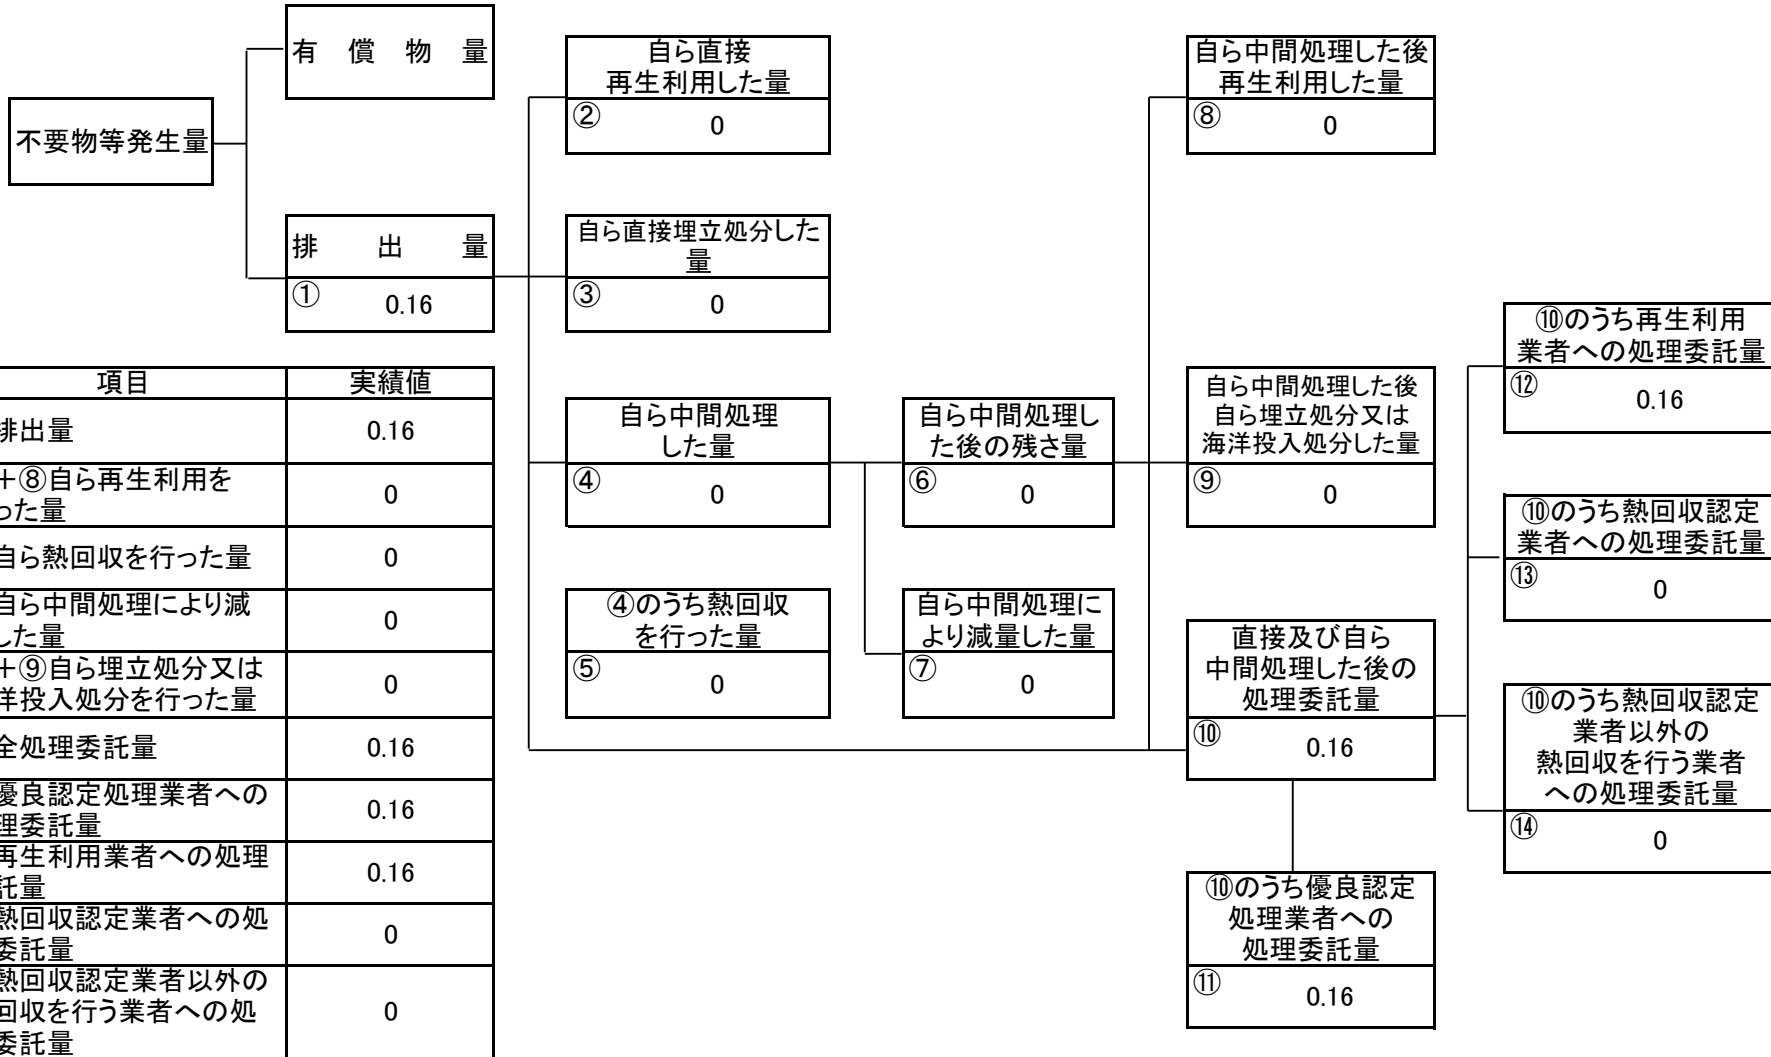 有　償　物　量
不要物等発生量
排　出　量
① 0.16
自ら直接
再生利用した量
② 0
自ら直接埋立処分した
量
③ 0
自ら中間処理
した量
④ 0
④のうち熱回収
を行った量
⑤ 0
自ら中間処理し
た後の残さ量
⑥ 0
自ら中間処理に
より減量した量
⑦ 0
自ら中間処理した後
再生利用した量
⑧ 0
自ら中間処理した後
自ら埋立処分又は
海洋投入処分した量
⑨ 0
直接及び自ら
中間処理した後の
処理委託量
⑩ 0.16
⑩のうち優良認定
処理業者への
処理委託量
⑪ 0.16
⑩のうち再生利用
業者への処理委託量
⑫ 0.16
⑩のうち熱回収認定
業者への処理委託量
⑬ 0
⑩のうち熱回収認定
業者以外の
熱回収を行う業者
への処理委託量
⑭ 0
項目 実績値
排出量 0.16
＋⑧自ら再生利用を
った量 0
自ら熱回収を行った量 0
自ら中間処理により減
した量 0
＋⑨自ら埋立処分又は
洋投入処分を行った量 0
全処理委託量 0.16
優良認定処理業者への
理委託量 0.16
再生利用業者への処理
託量 0.16
熱回収認定業者への処
委託量 0
熱回収認定業者以外の
回収を行う業者への処
委託量 0